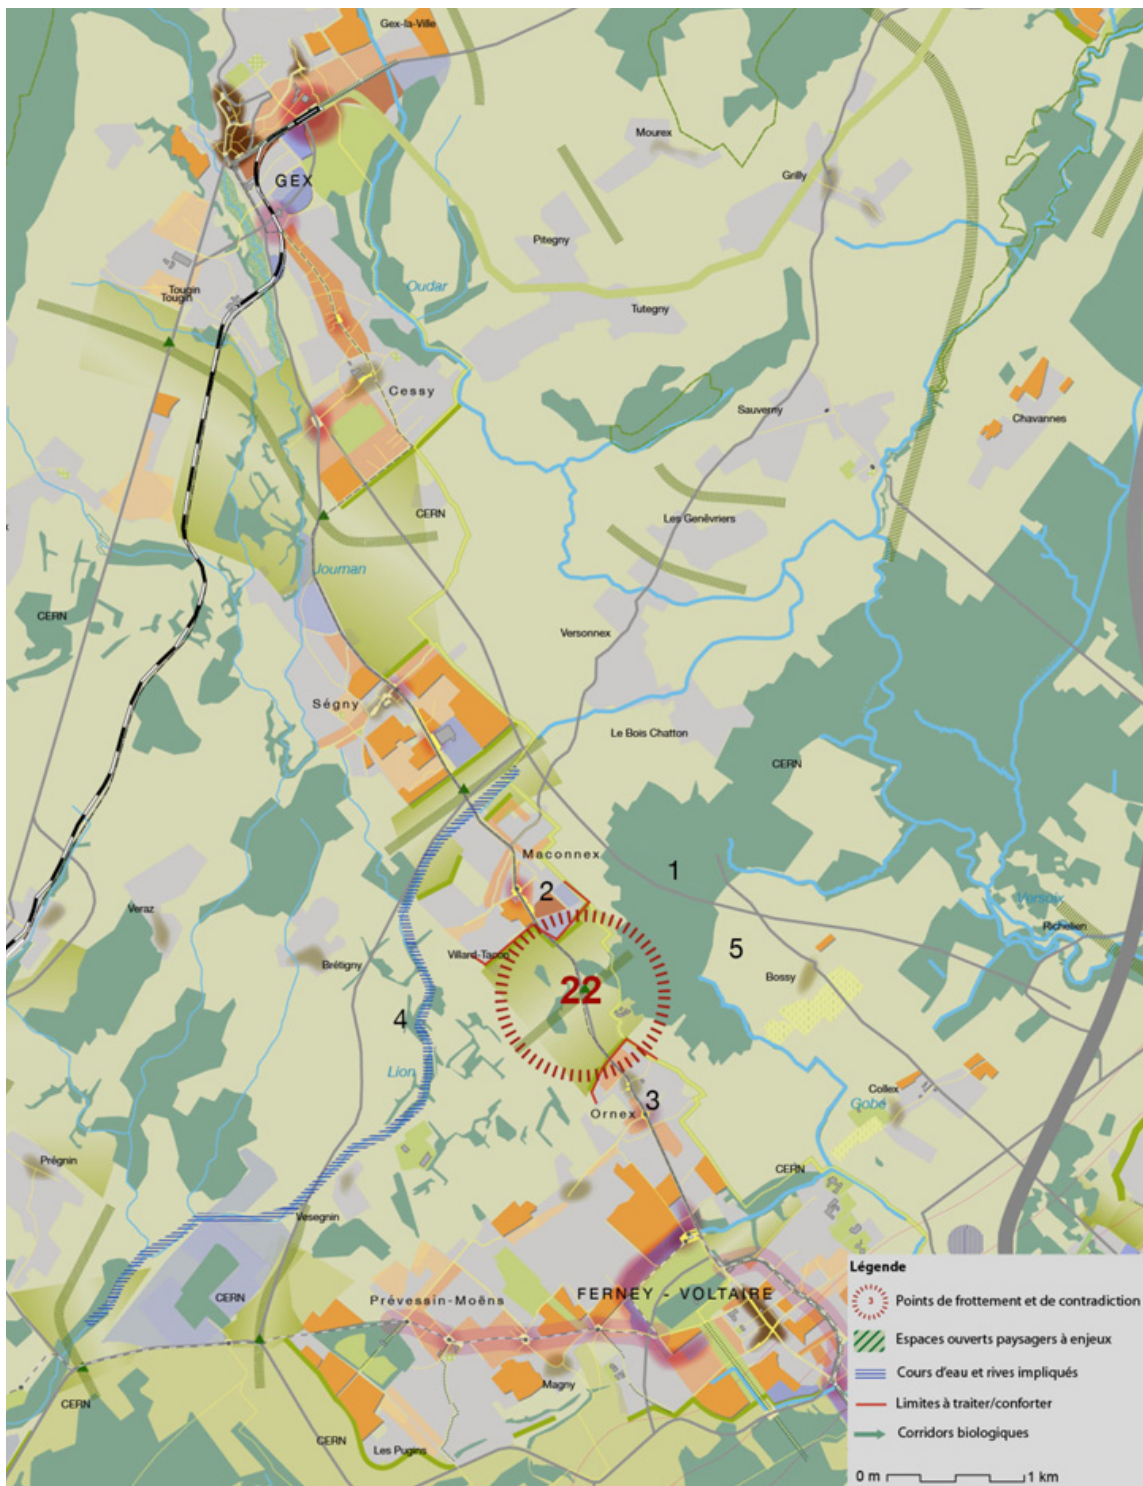 Gex-la-Ville
Mourex
Grilly
GEX
Pitegny
Oudar
Tougin
Tougin
Tutegny
Cessy
Sauverny
Chavannes
CERN
Les Genêvriers
Journan
CERN
Versonnex
Ségny
Le Bois Chatton
CERN
Maconnex
1
2
Veraz
Versoix
Richelien
Villard-Tacon
5
Brétigny
Bossy
22
4
Lion
Collex
3
Gobé
Ornex
Prégnin
CERN
Vesegnin
Légende
FERNEY - VOLTAIRE
CERN
Prévessin-Moëns
3
Points de frottement et de contradiction
Espaces ouverts paysagers à enjeux
Cours d'eau et rives impliqués
Magny
CERN
Limites à traiter/conforter
CERN
Les Pugins
Corridors biologiques
0 m
1 km